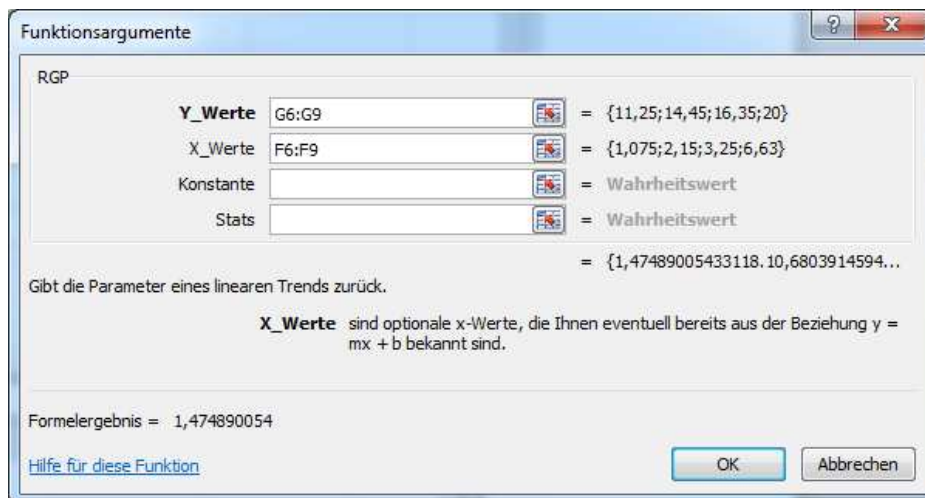 Funktionsargumente
RGP
Y_Werte G6:G9 = {11,25;14,45;16,35;20}
X_Werte F6:F9 = {1,075;2,15;3,25;6,63}
Konstante = Wahrheitswert
Stats = Wahrheitswert
= {1,47489005433118.10,6803914594...
Gibt die Parameter eines linearen Trends zurück.
X_Werte sind optionale x-Werte, die Ihnen eventuell bereits aus der Beziehung y =
mx + b bekannt sind.
Formelergebnis = 1,474890054
Hilfe für diese Funktion
OK
Abbrechen